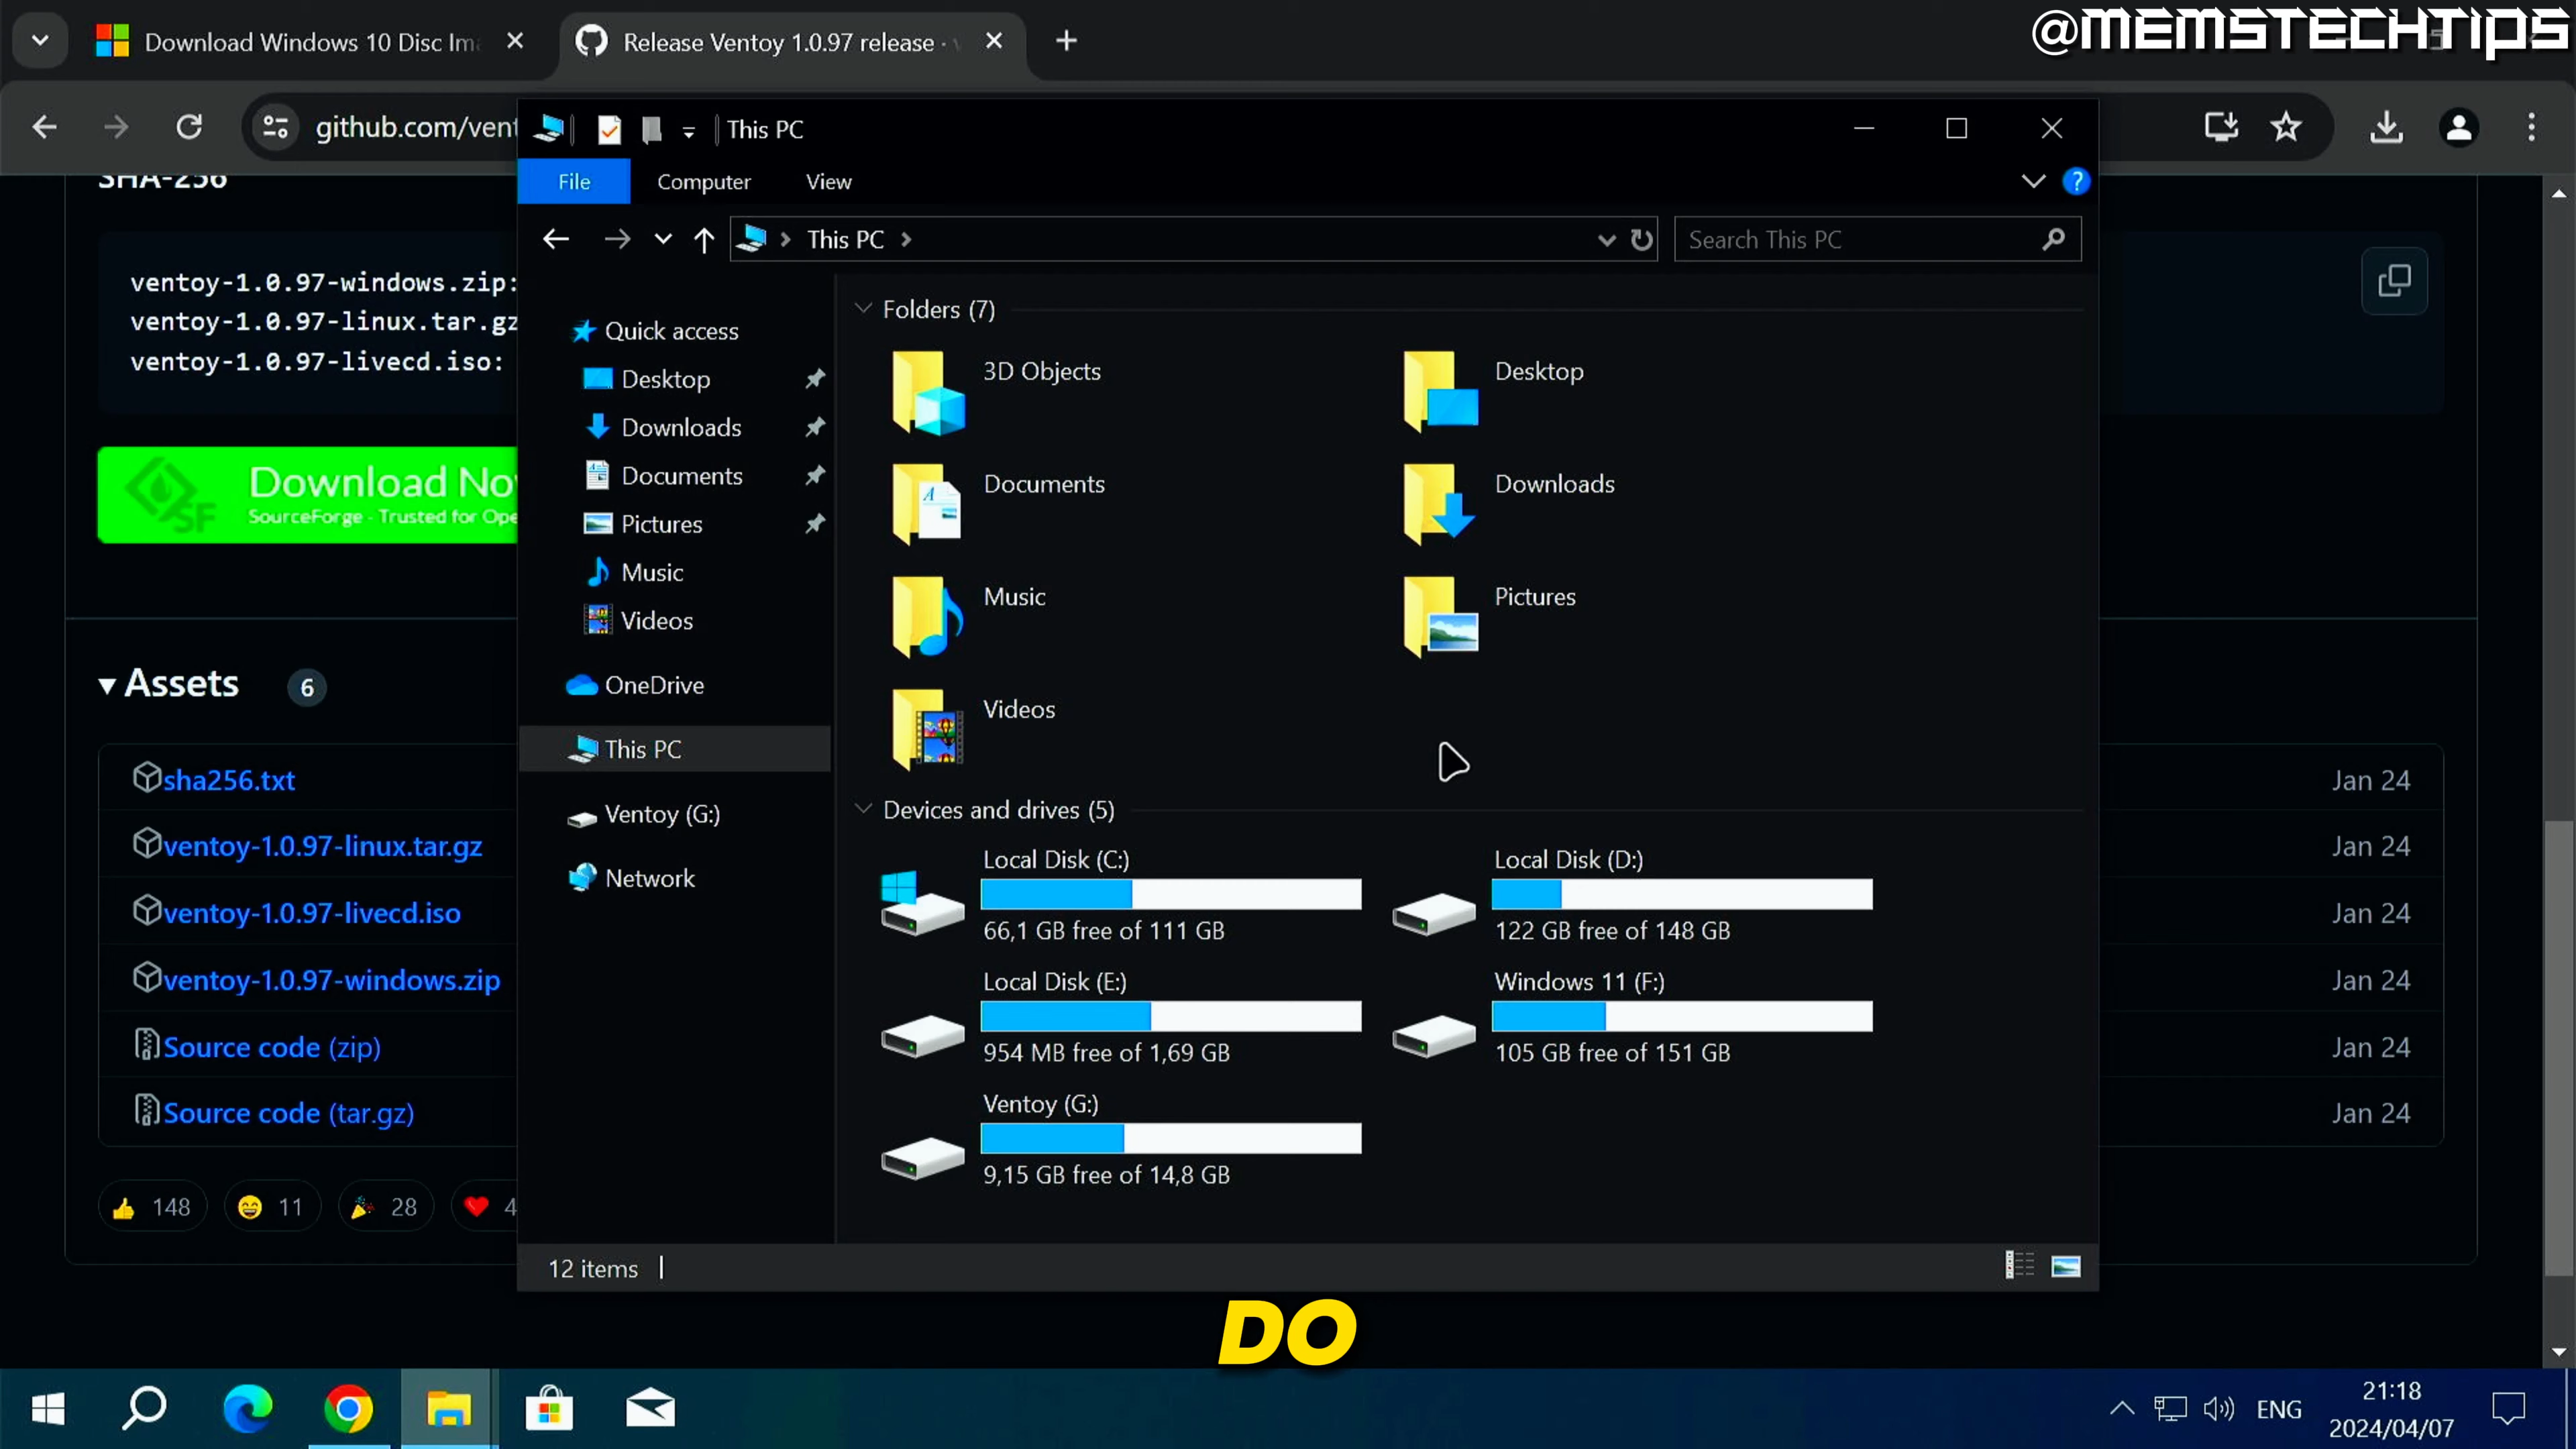 Download Windows 10 Disc Ima
Release Ventoy 1.0.97 release ·
@MEMSTECHTIPS
github.com/vent
This PC
File
Computer
View
This PC
Search This PC
SHA-256
ventoy-1.0.97-windows.zip:
ventoy-1.0.97-linux.tar.gz
ventoy-1.0.97-livecd.iso:
Download No
SF
SourceForge - Trusted for Ope
Assets 6
sha256.txt
ventoy-1.0.97-linux.tar.gz
ventoy-1.0.97-livecd.iso
ventoy-1.0.97-windows.zip
Source code (zip)
Source code (tar.gz)
148
11
28
4
Quick access
Desktop
Downloads
Documents
Pictures
Music
Videos
OneDrive
This PC
Ventoy (G:)
Network
Folders (7)
3D Objects
Desktop
Documents
Downloads
Music
Pictures
Videos
Devices and drives (5)
Local Disk (C:)
66,1 GB free of 111 GB
Local Disk (D:)
122 GB free of 148 GB
Local Disk (E:)
954 MB free of 1,69 GB
Windows 11 (F:)
105 GB free of 151 GB
Ventoy (G:)
9,15 GB free of 14,8 GB
12 items
Jan 24
Jan 24
Jan 24
Jan 24
Jan 24
Jan 24
DO
ENG
21:18
2024/04/07